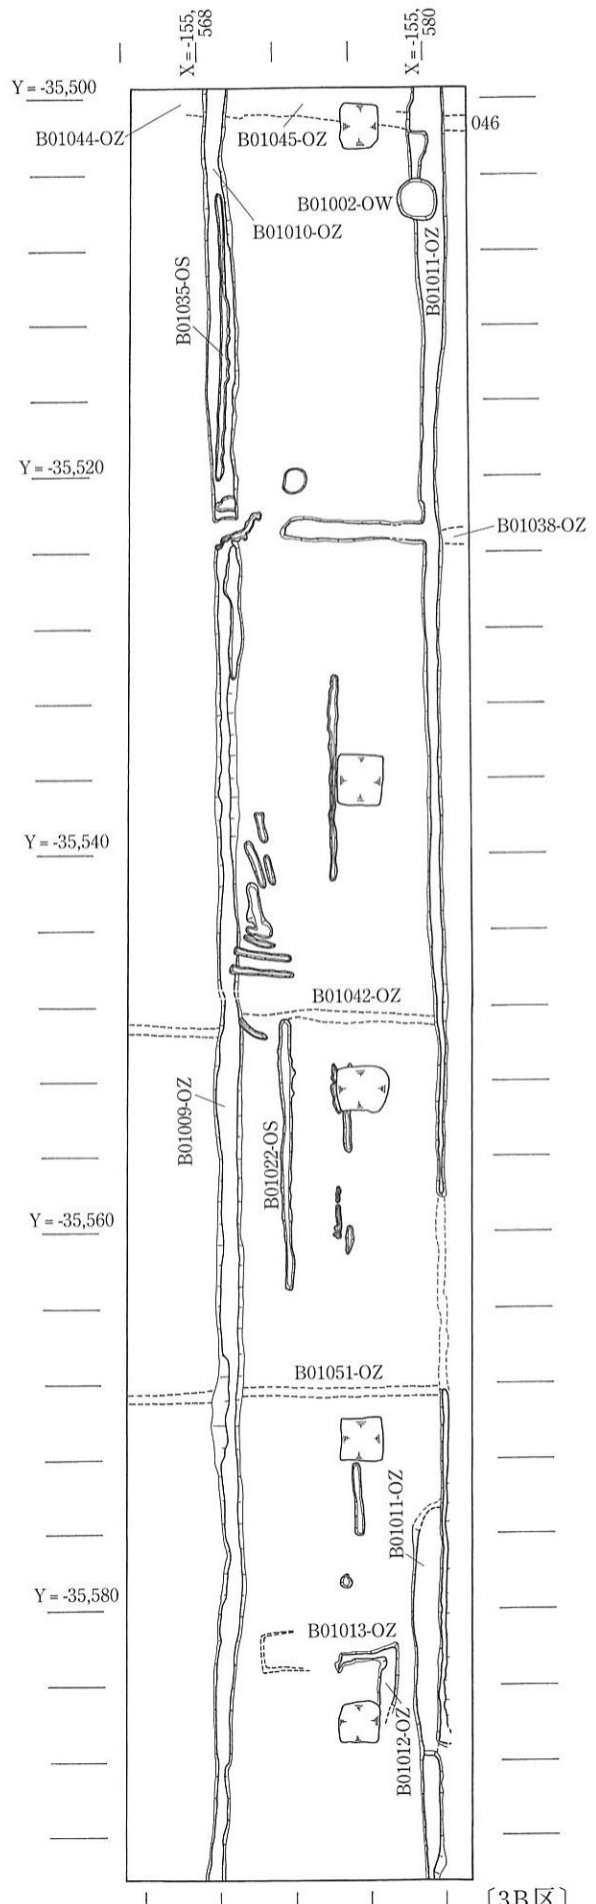 X = -155,
568
X = -155,
580
Y = -35,500
B01044-OZ
B01045-OZ
046
B01002-OW
B01010-OZ
B01011-OZ
B01035-OS
Y = -35,520
B01038-OZ
Y = -35,540
B01042-OZ
B01009-OZ
B01022-OS
Y = -35,560
B01051-OZ
B01011-OZ
Y = -35,580
B01013-OZ
B01012-OZ
〔3B区〕